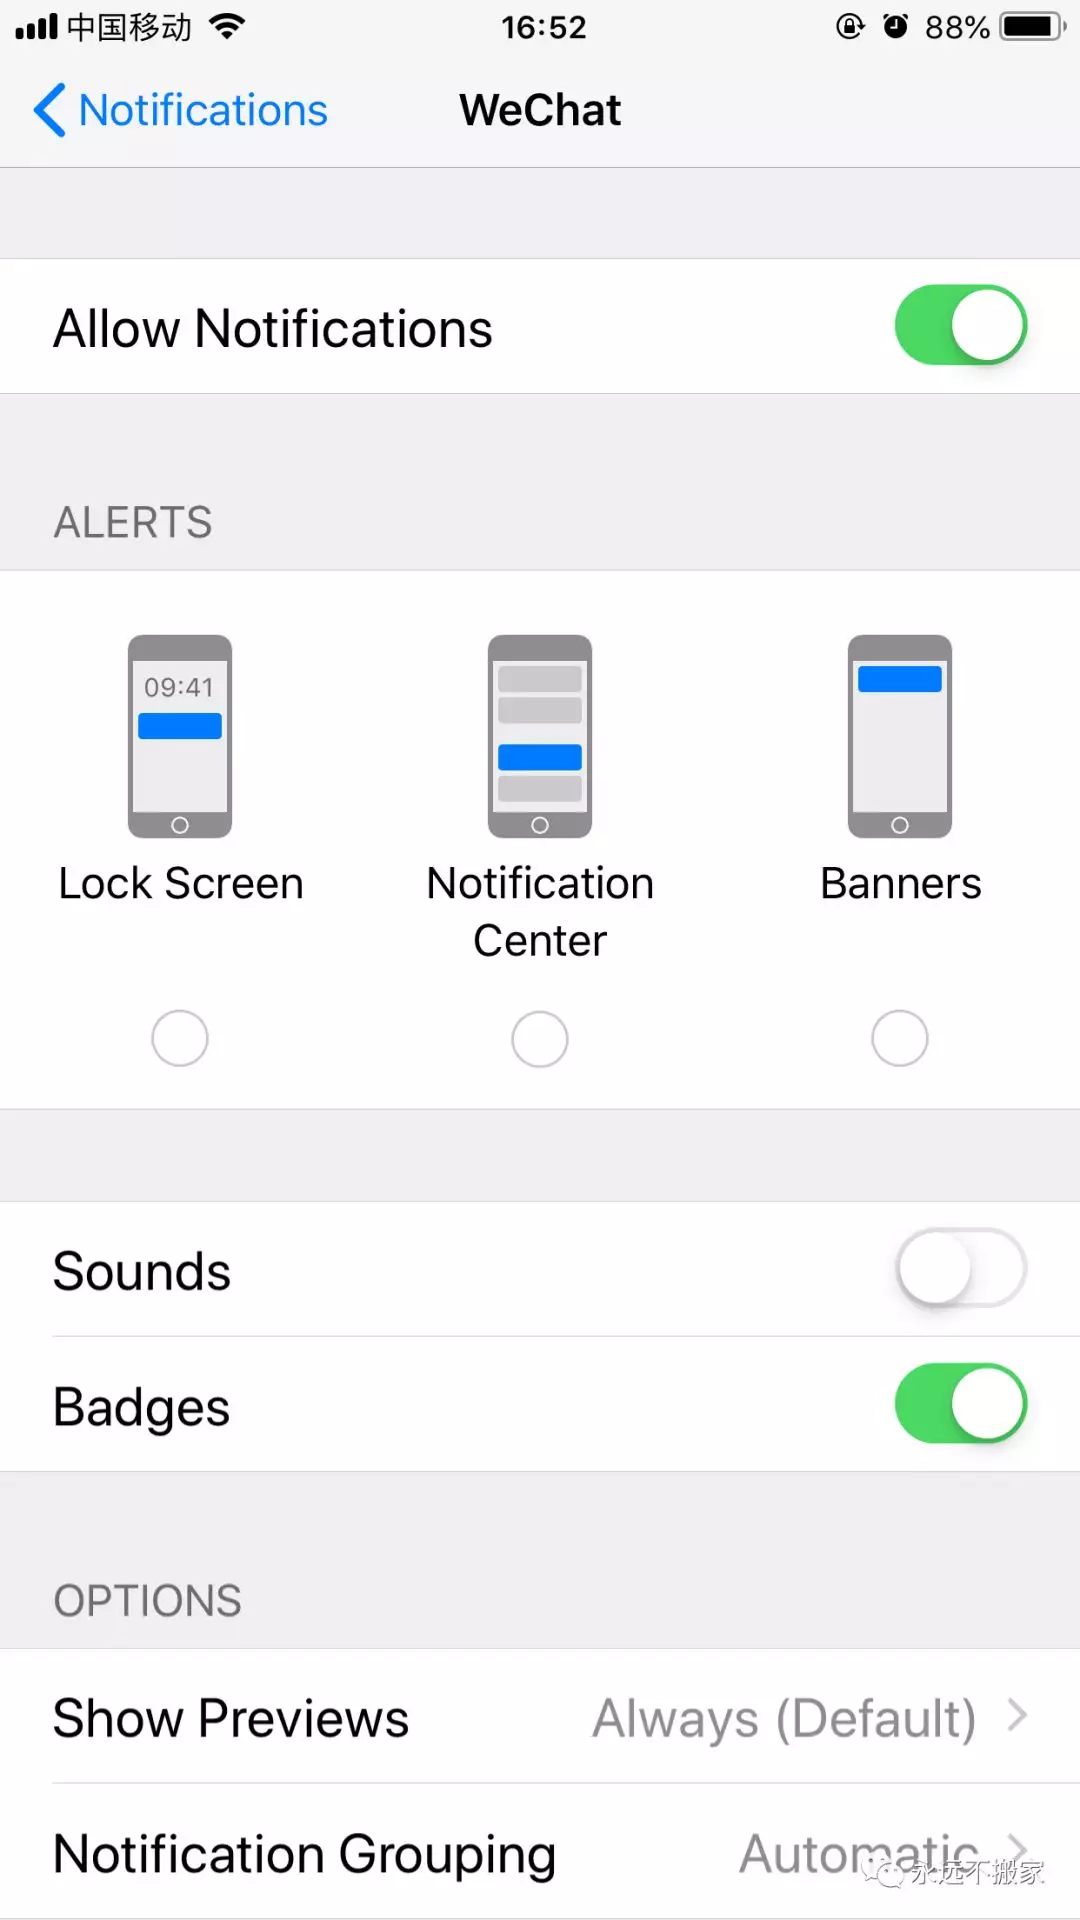 中国移动 16:52 88%
Notifications WeChat
Allow Notifications
ALERTS
09:41
Lock Screen Notification Center Banners
Sounds
Badges
OPTIONS
Show Previews Always (Default)
Notification Grouping Automatic
永远不搬家